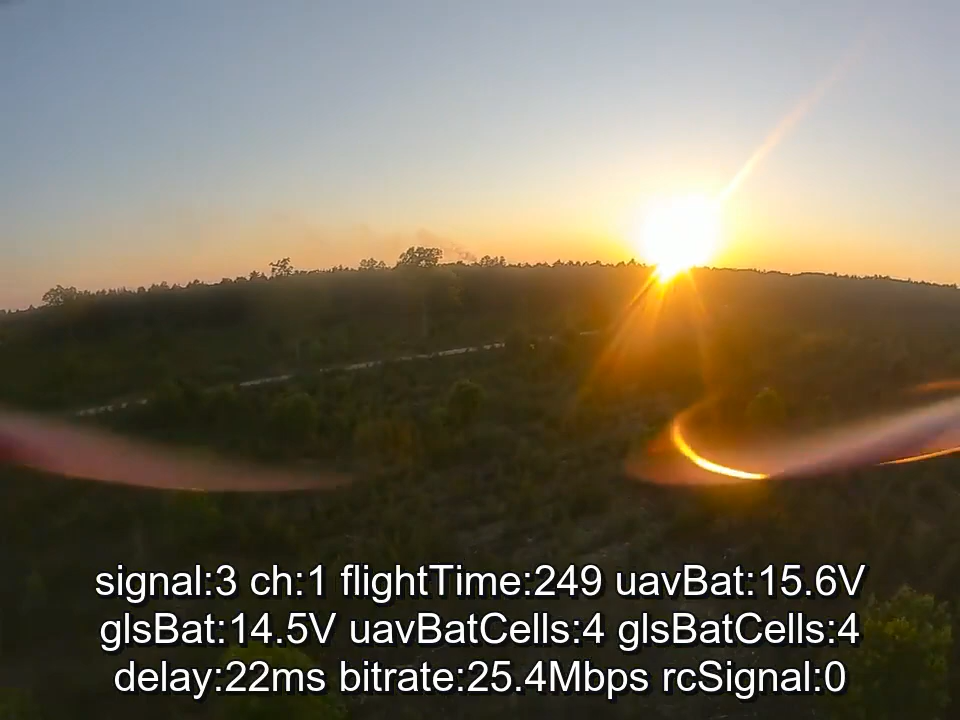 signal:3 ch:1 flightTime:249 uavBat:15.6V
glsBat:14.5V uavBatCells:4 glsBatCells:4
delay:22ms bitrate:25.4Mbps rcSignal:0